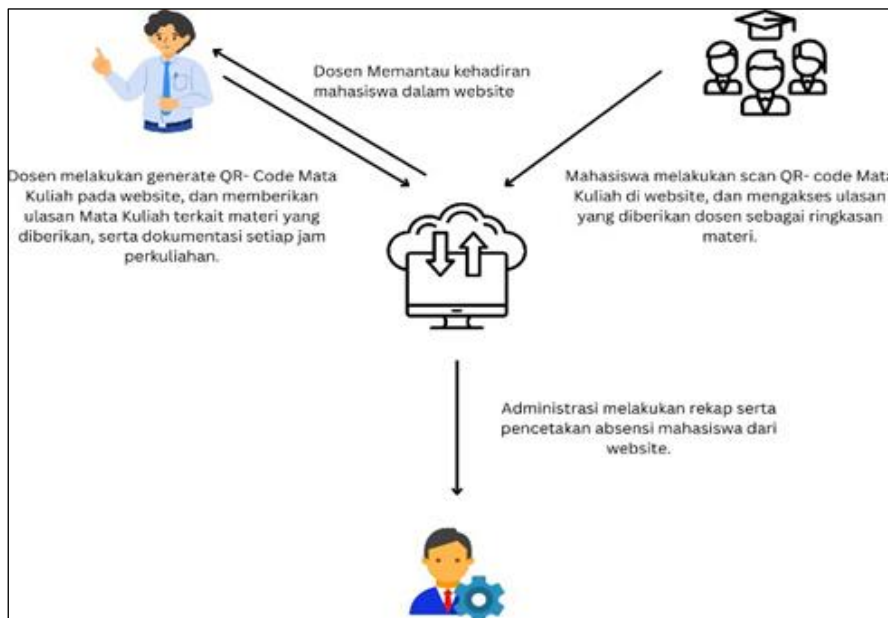 Dosen Memantau kehadiran
mahasiswa dalam website
Dosen melakukan generate QR- Code Mata
Kuliah pada website, dan memberikan
ulasan Mata Kuliah terkait materi yang
diberikan, serta dokumentasi setiap jam
perkuliahan.
Mahasiswa melakukan scan QR- code Mata
Kuliah di website, dan mengakses ulasan
yang diberikan dosen sebagai ringkasan
materi.
Administrasi melakukan rekap serta
pencetakan absensi mahasiswa dari
website.